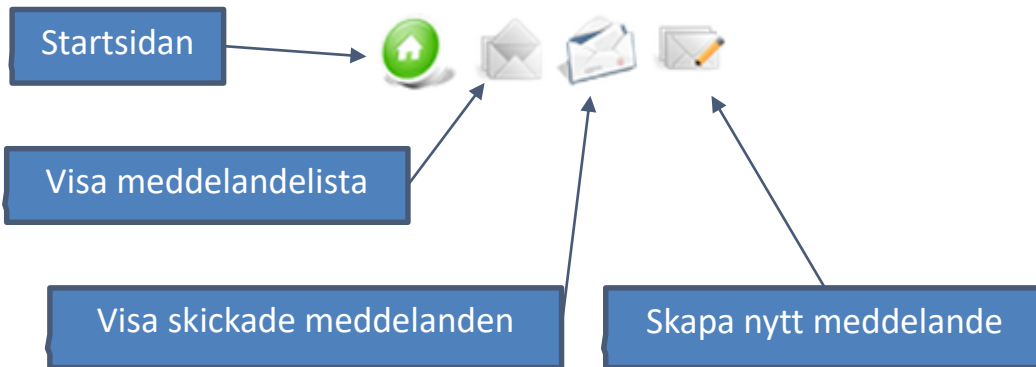 Startsidan
Visa meddelandelista
Visa skickade meddelanden
Skapa nytt meddelande